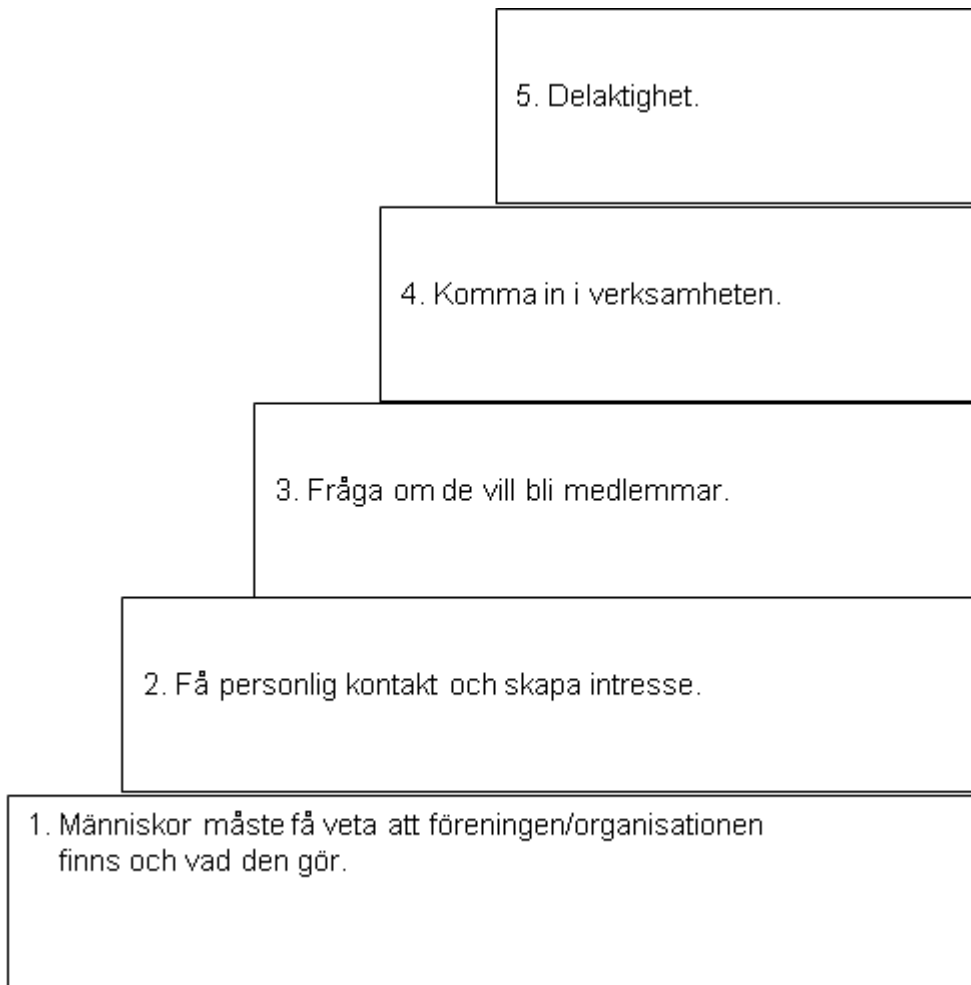 5. Delaktighet.
4. Komma in i verksamheten.
3. Fråga om de vill bli medlemmar.
2. Få personlig kontakt och skapa intresse.
1. Människor måste få veta att föreningen/organisationen
finns och vad den gör.